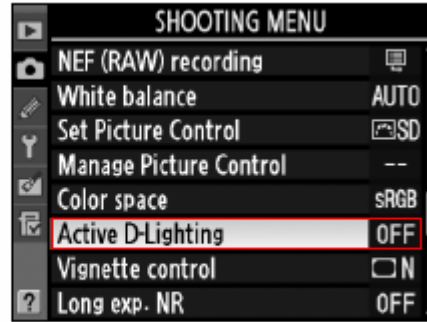 SHOOTING MENU
NEF (RAW) recording
White balance AUTO
Set Picture Control SD
Manage Picture Control --
Color space sRGB
Active D-Lighting OFF
Vignette control N
Long exp. NR OFF
?